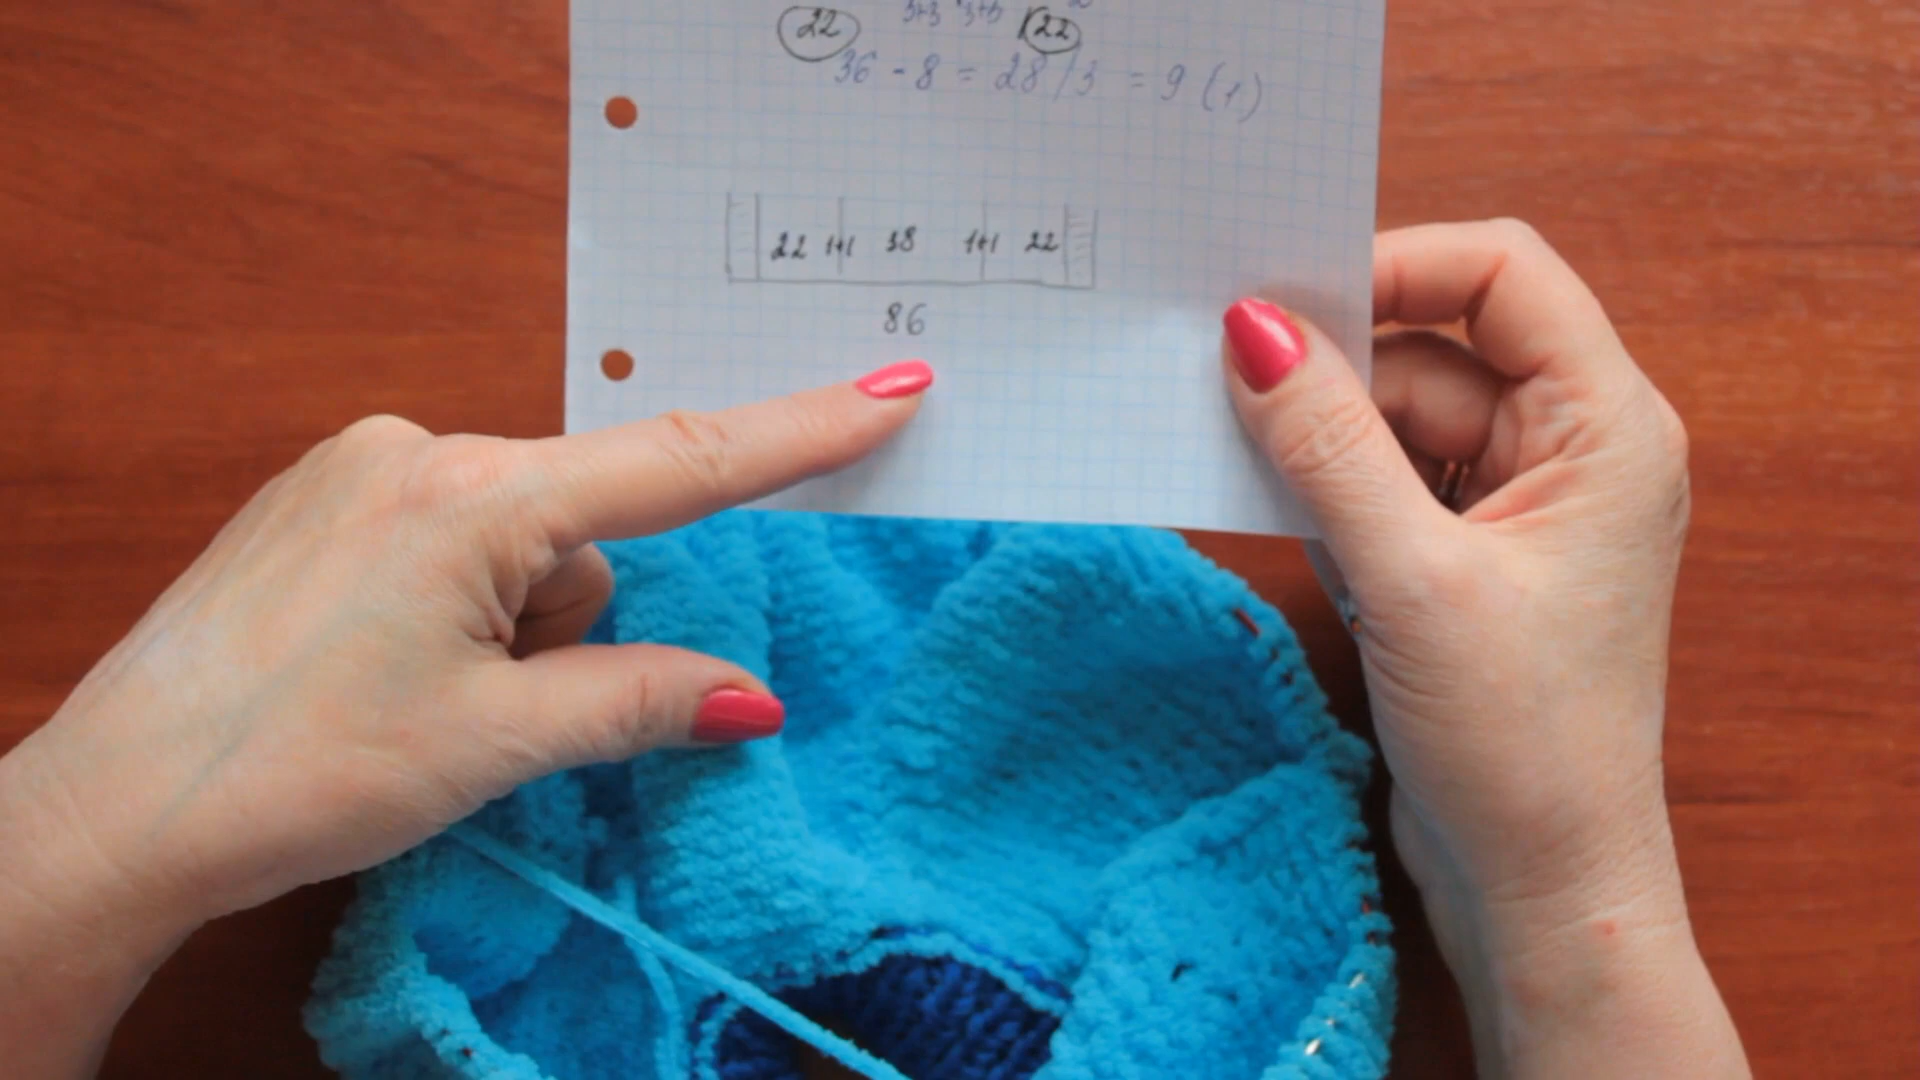 3+3 3+3 2
22 22
36 - 8 = 28 / 3 = 9 (1)
22 1+1 38 1+1 22
86